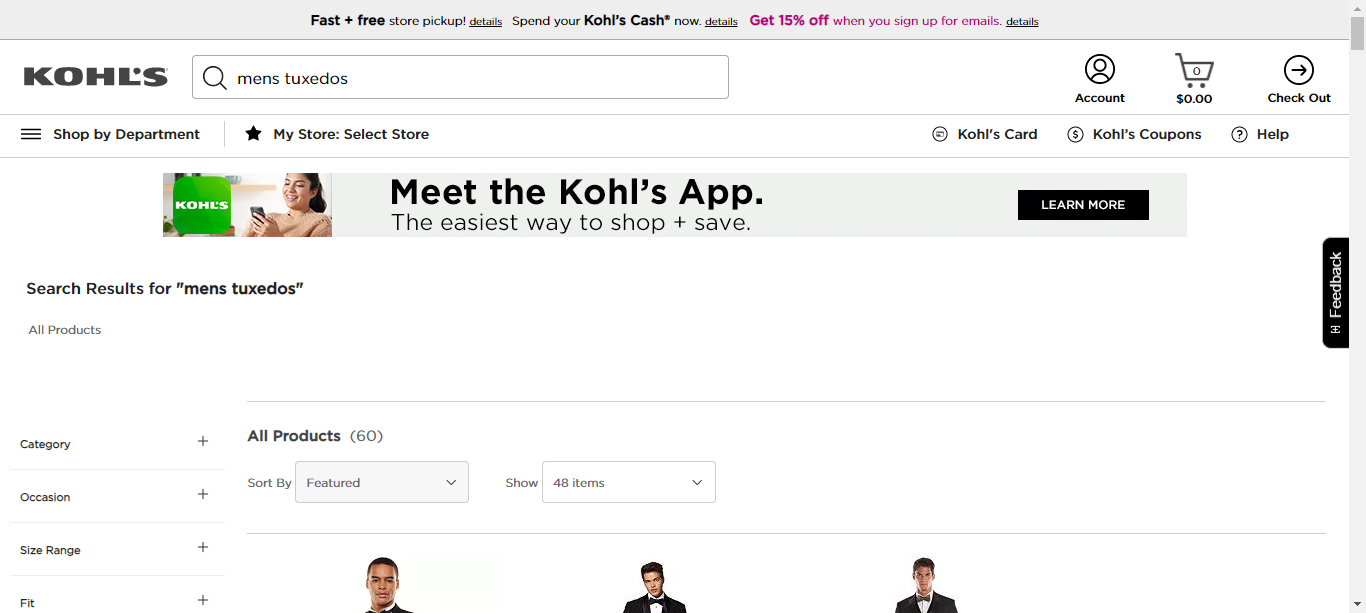 Fast + free store pickup! details Spend your Kohl's Cash® now. details Get 15% off when you sign up for emails. details
KOHL'S
mens tuxedos
Account
0
$0.00
Check Out
Shop by Department
My Store: Select Store
Kohl's Card
$
Kohl's Coupons
?
Help
KOHL'S
Meet the Kohl's App.
The easiest way to shop + save.
LEARN MORE
Feedback
Search Results for "mens tuxedos"
All Products
Category +
Occasion +
Size Range +
Fit +
All Products (60)
Sort By Featured
Show 48 items